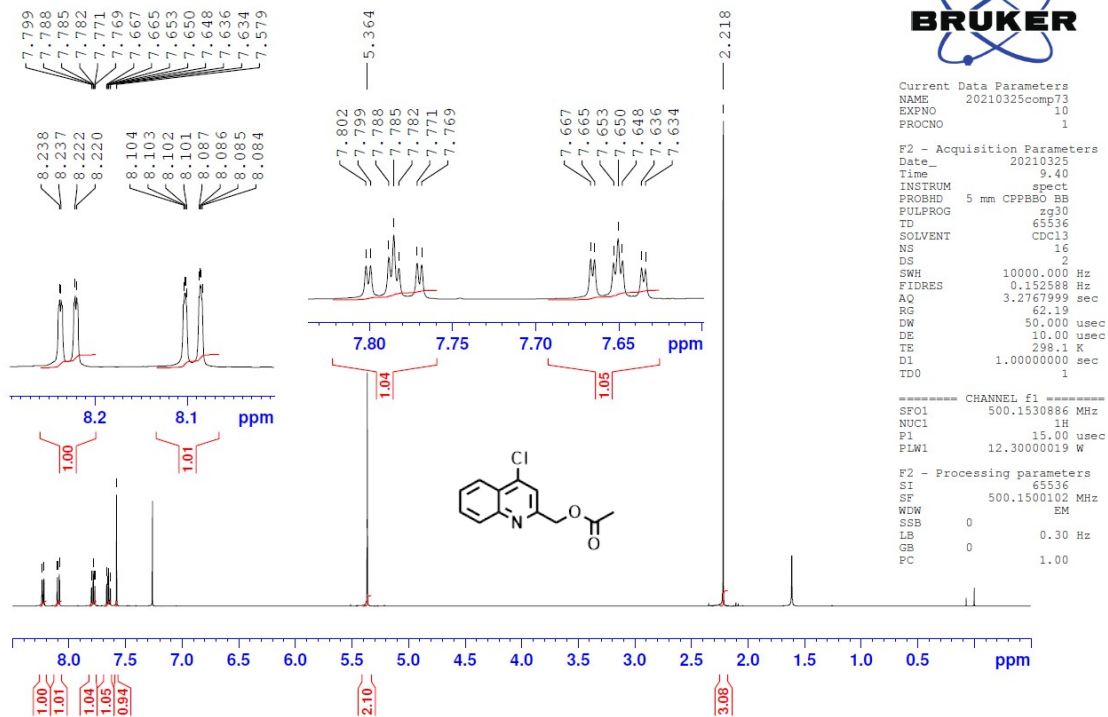 7.799
7.788
7.785
7.782
7.771
7.769
7.667
7.665
7.653
7.650
7.648
7.636
7.634
7.579
5.364
2.218
8.238
8.237
8.222
8.220
8.104
8.103
8.102
8.101
8.087
8.086
8.085
8.084
7.802
7.799
7.788
7.785
7.782
7.771
7.769
7.667
7.665
7.653
7.650
7.648
7.636
7.634
7.80 7.75 7.70 7.65 ppm
1.04 1.05
8.2 8.1 ppm
1.00 1.01
Cl
N
O
O
8.0 7.5 7.0 6.5 6.0 5.5 5.0 4.5 4.0 3.5 3.0 2.5 2.0 1.5 1.0 0.5 ppm
1.00 1.01 1.04 1.05 0.94 2.10 3.08
BRUKER
Current Data Parameters
NAME 20210325comp73
EXPNO 10
PROCNO 1
F2 - Acquisition Parameters
Date_ 20210325
Time 9.40
INSTRUM spect
PROBHD 5 mm CPPBBO BB
PULPROG zg30
TD 65536
SOLVENT CDCl3
NS 16
DS 2
SWH 10000.000 Hz
FIDRES 0.152588 Hz
AQ 3.2767999 sec
RG 62.19
DW 50.000 usec
DE 10.00 usec
TE 298.1 K
D1 1.00000000 sec
TD0 1
======== CHANNEL f1 ========
SFO1 500.1530886 MHz
NUC1 1H
P1 15.00 usec
PLW1 12.30000019 W
F2 - Processing parameters
SI 65536
SF 500.1500102 MHz
WDW EM
SSB 0
LB 0.30 Hz
GB 0
PC 1.00